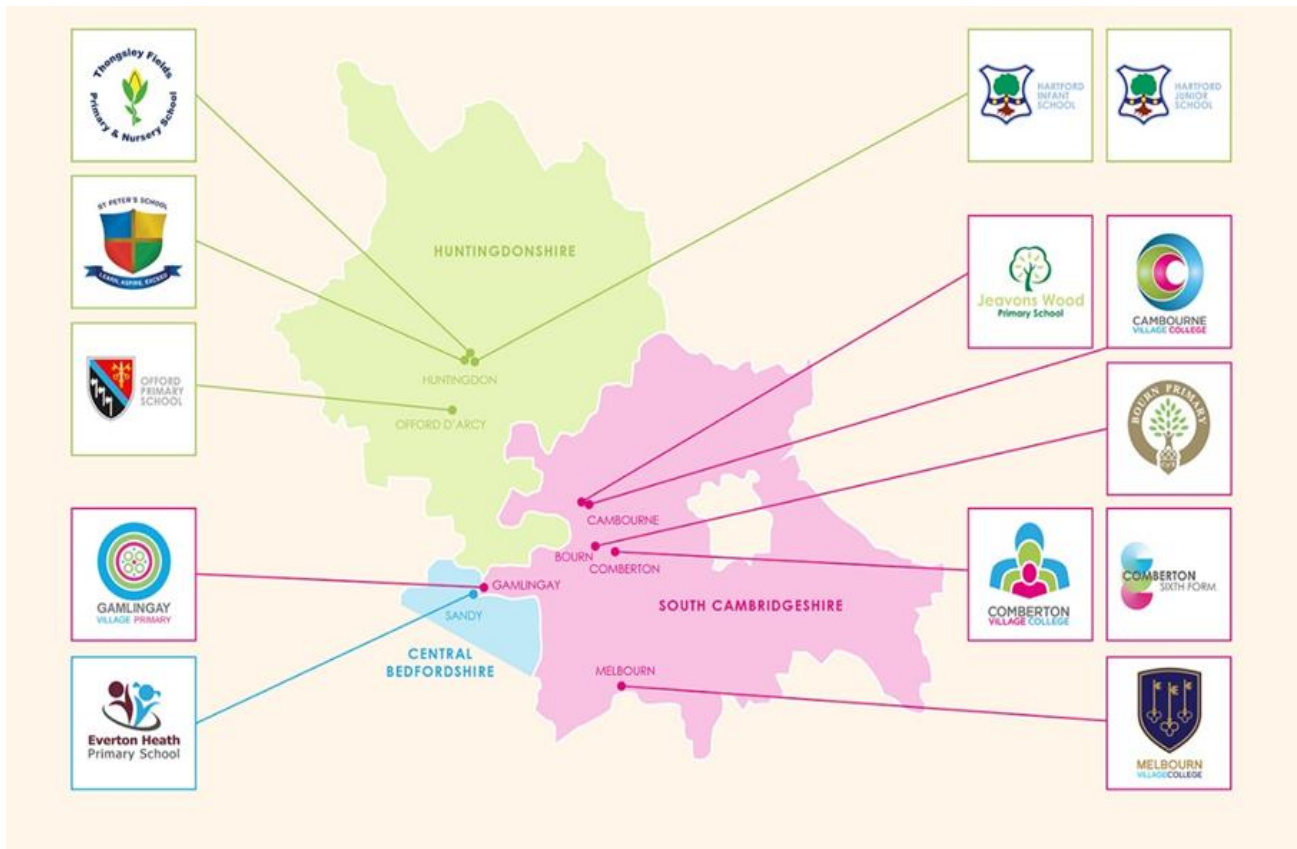 Thongsley Fields
Primary & Nursery School
ST PETER'S SCHOOL
LEARN, ASPIRE, EXCEED
OFFORD
PRIMARY
SCHOOL
GAMLINGAY
VILLAGE PRIMARY
Everton Heath
Primary School
HUNTINGDONSHIRE
HUNTINGDON
OFFORD D'ARCY
CAMBOURNE
BOURN
COMBERTON
GAMLINGAY
SANDY
SOUTH CAMBRIDGESHIRE
CENTRAL
BEDFORDSHIRE
MELBOURN
HARTFORD
INFANT
SCHOOL
HARTFORD
JUNIOR
SCHOOL
Jeavons Wood
Primary School
CAMBOURNE
VILLAGE COLLEGE
BOURN PRIMARY
COMBERTON
VILLAGE COLLEGE
COMBERTON
SIXTH FORM
MELBOURN
VILLAGECOLLEGE